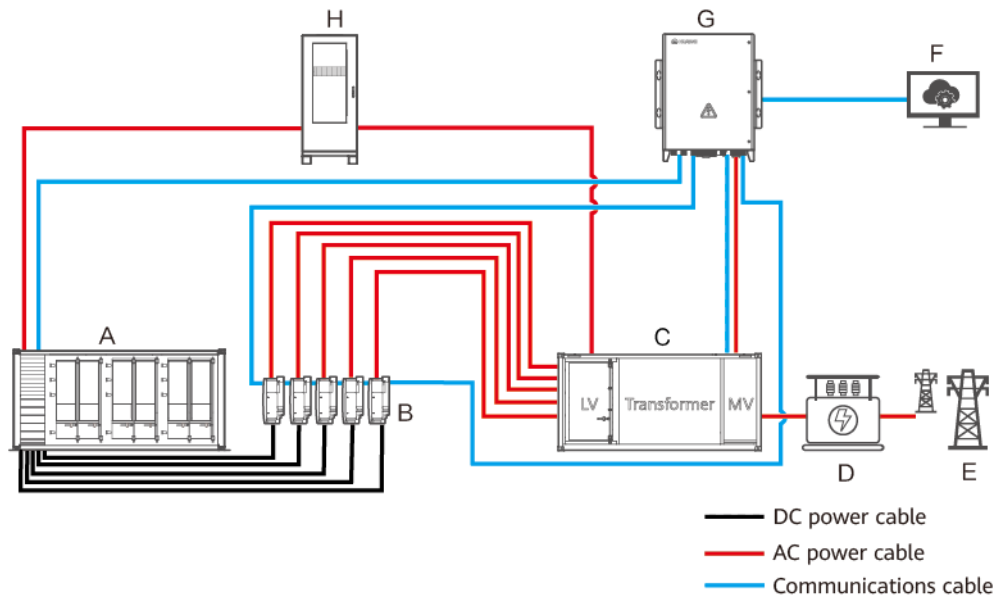 H
G
F
A
B
C
LV
Transformer
MV
D
E
DC power cable
AC power cable
Communications cable